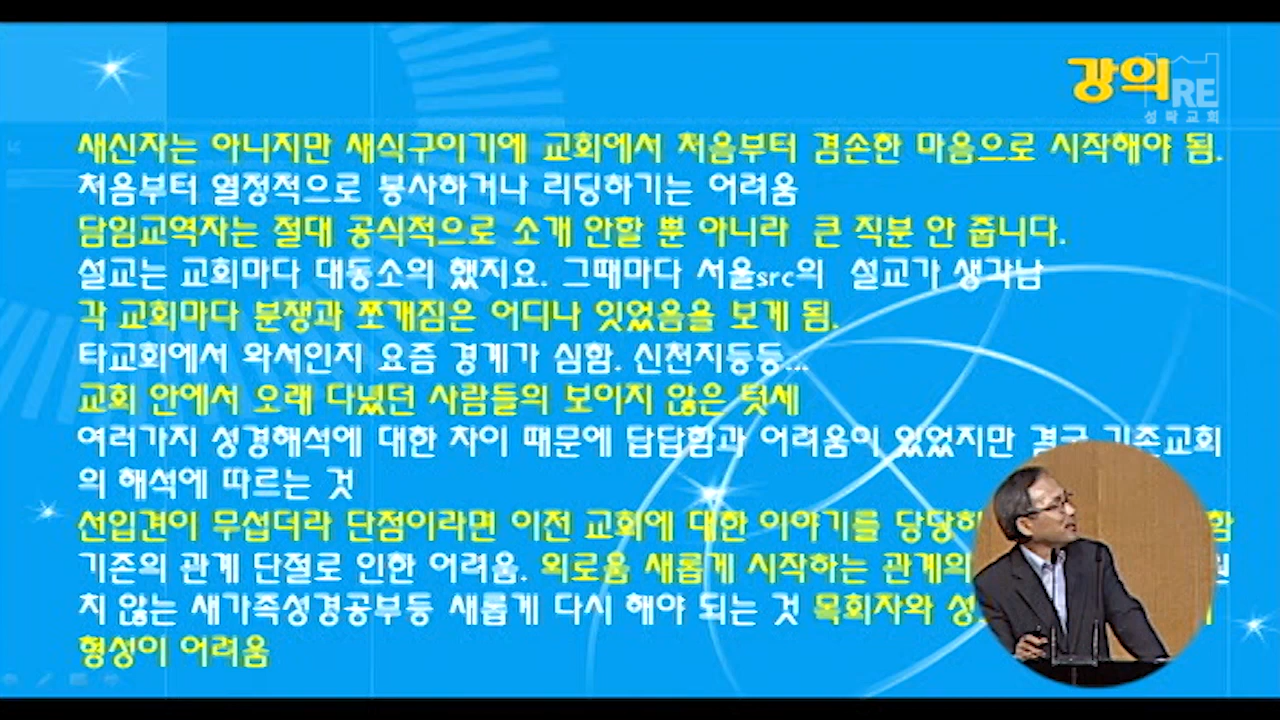 강의
RE
성락교회
새신자는 아니지만 새식구이기에 교회에서 처음부터 겸손한 마음으로 시작해야 됨.
처음부터 열정적으로 봉사하거나 리딩하기는 어려움
담임교역자는 절대 공식적으로 소개 안할 뿐 아니라 큰 직분 안 줍니다.
설교는 교회마다 대동소의 했지요. 그때마다 서울src의 설교가 생각남
각 교회마다 분쟁과 쪼개짐은 어디나 있었음을 보게 됨.
타교회에서 와서인지 요즘 경계가 심함. 신천지등등...
교회 안에서 오래 다녔던 사람들의 보이지 않은 텃세
여러가지 성경해석에 대한 차이 때문에 답답함과 어려움이 있었지만 결국 기존교회
의 해석에 따르는 것
선입견이 무섭더라 단점이라면 이전 교회에 대한 이야기를 함
기존의 관계 단절로 인한 어려움. 외로움 새롭게 시작하는 관계의
치 않는 새가족성경공부등 새롭게 다시 해야 되는 것 목회자와
형성이 어려움